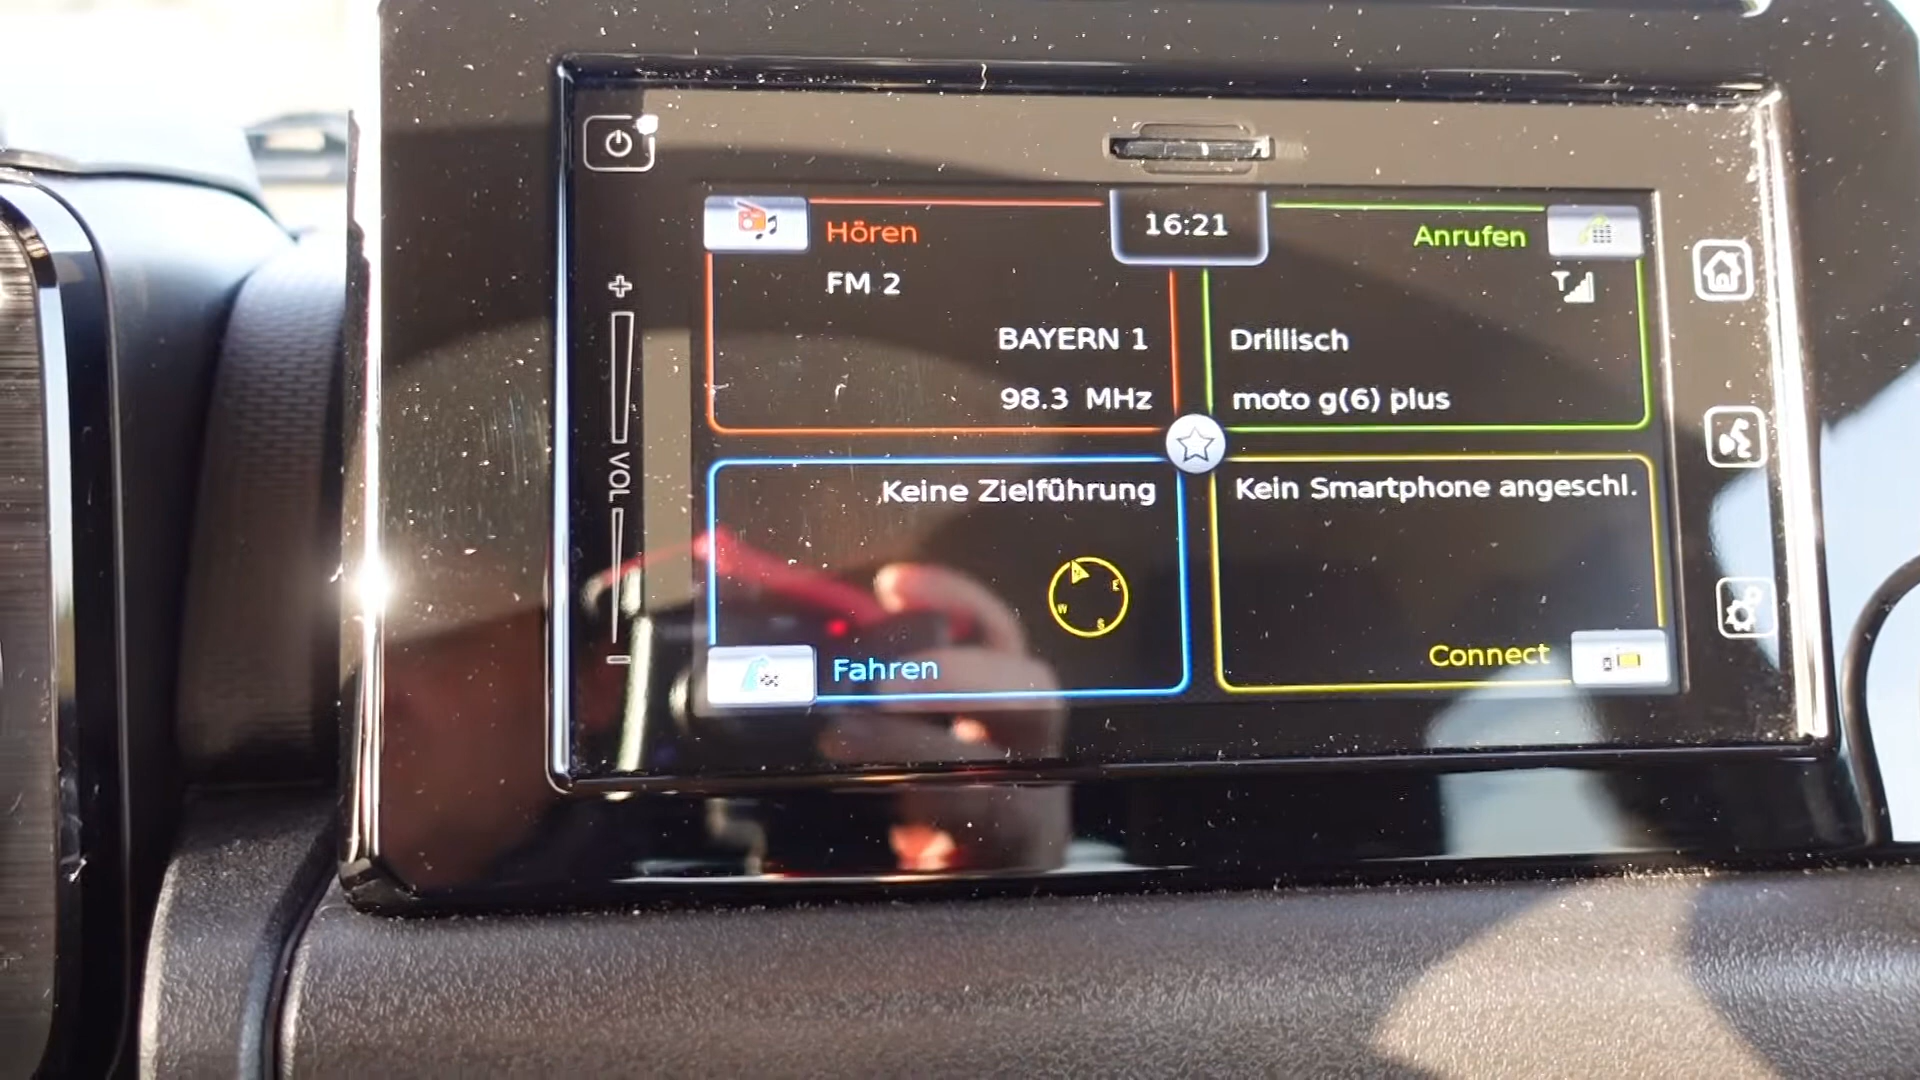 16:21
Hören
FM 2
BAYERN 1
98.3 MHz
Anrufen
Drillisch
moto g(6) plus
Keine Zielführung
E
W
S
Fahren
Kein Smartphone angeschl.
Connect
+
VOL
-